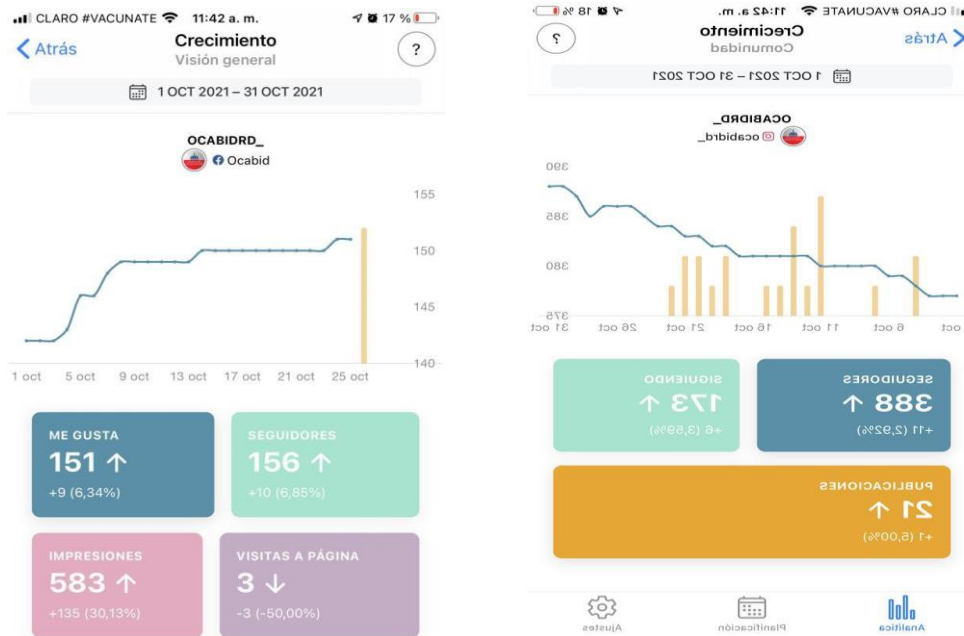 CLARO #VACUNATE 11:42 a. m. 17 %
Atrás
Crecimiento
Visión general
?
1 OCT 2021 – 31 OCT 2021
OCABIDRD_
Ocabid
155
150
145
140
1 oct 5 oct 9 oct 13 oct 17 oct 21 oct 25 oct
ME GUSTA
151 ↑
+9 (6,34%)
SEGUIDORES
156 ↑
+10 (6,85%)
IMPRESIONES
583 ↑
+135 (30,13%)
VISITAS A PÁGINA
3 ↓
-3 (-50,00%)
CLARO #VACUNATE 11:42 a. m. 18 %
Atrás
Crecimiento
Comunidad
?
1 OCT 2021 – 31 OCT 2021
OCABIDRD_
ocabidrd_
390
385
380
375
oct 6 oct 11 oct 16 oct 21 oct 26 oct 31 oct
SEGUIDORES
388 ↑
+11 (2,92%)
SIGUIENDO
173 ↑
+6 (3,59%)
PUBLICACIONES
21 ↑
+1 (5,00%)
Analítica
Planificación
Ajustes